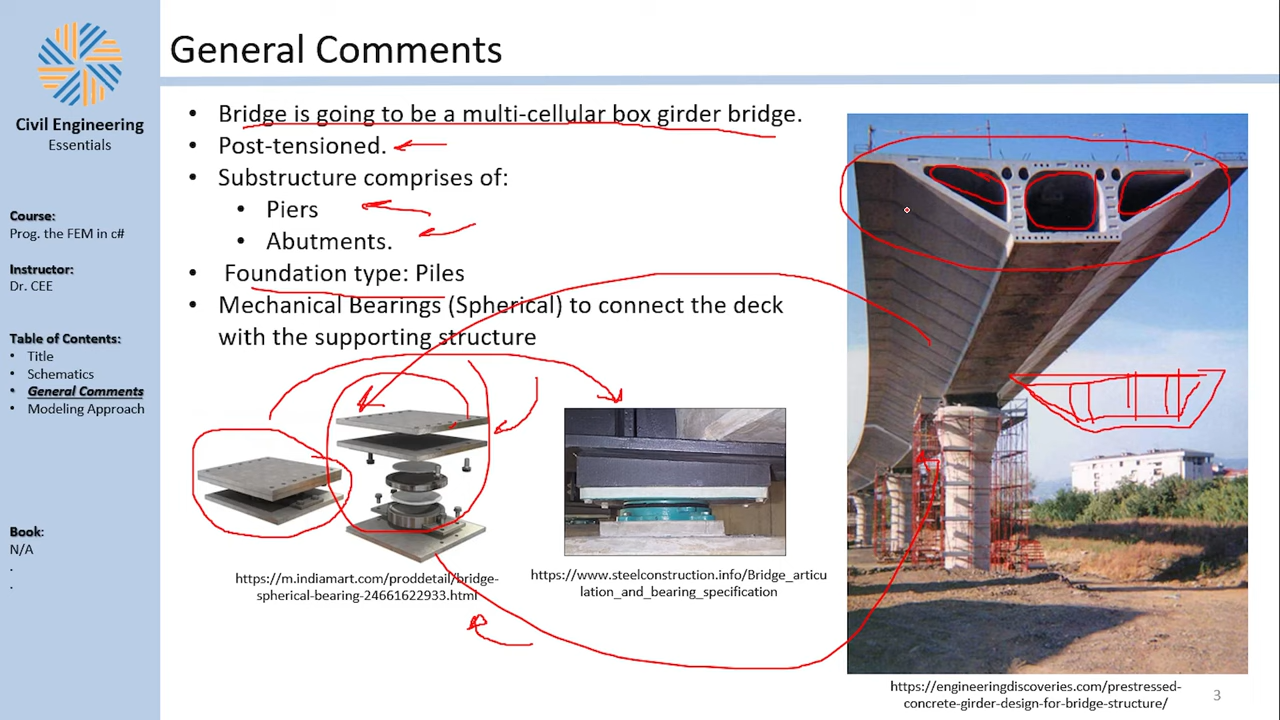 General Comments
Civil Engineering
Essentials
Course:
Prog. the FEM in c#
Instructor:
Dr. CEE
Table of Contents:
• Title
• Schematics
• General Comments
• Modeling Approach
Book:
N/A
.
.
• Bridge is going to be a multi-cellular box girder bridge.
• Post-tensioned.
• Substructure comprises of:
• Piers
• Abutments.
• Foundation type: Piles
• Mechanical Bearings (Spherical) to connect the deck
with the supporting structure
https://m.indiamart.com/proddetail/bridge-
spherical-bearing-24661622933.html
https://www.steelconstruction.info/Bridge_articu
lation_and_bearing_specification
https://engineeringdiscoveries.com/prestressed-
concrete-girder-design-for-bridge-structure/
3